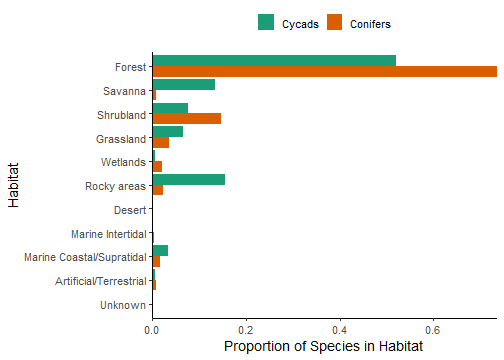 Cycads Conifers
Forest
Savanna
Shrubland
Grassland
Wetlands
Rocky areas
Desert
Marine Intertidal
Marine Coastal/Supratidal
Artificial/Terrestrial
Unknown
Habitat
0.0 0.2 0.4 0.6
Proportion of Species in Habitat